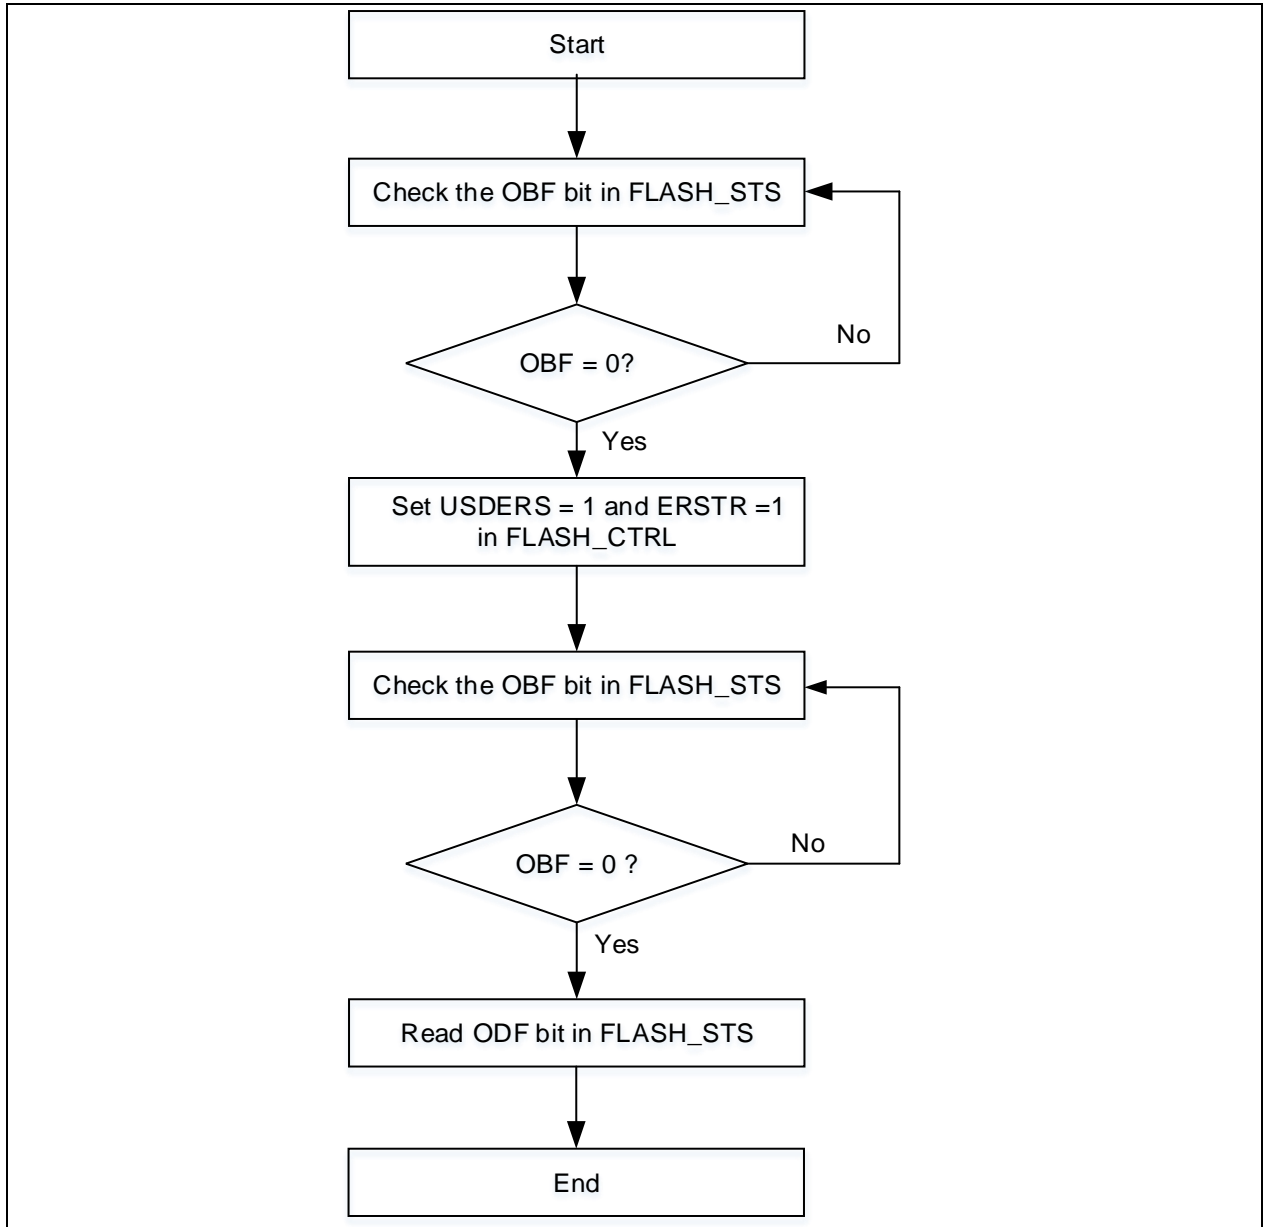 Start
Check the OBF bit in FLASH_STS
OBF = 0?
No
Yes
Set USDERS = 1 and ERSTR =1
in FLASH_CTRL
Check the OBF bit in FLASH_STS
OBF = 0 ?
No
Yes
Read ODF bit in FLASH_STS
End